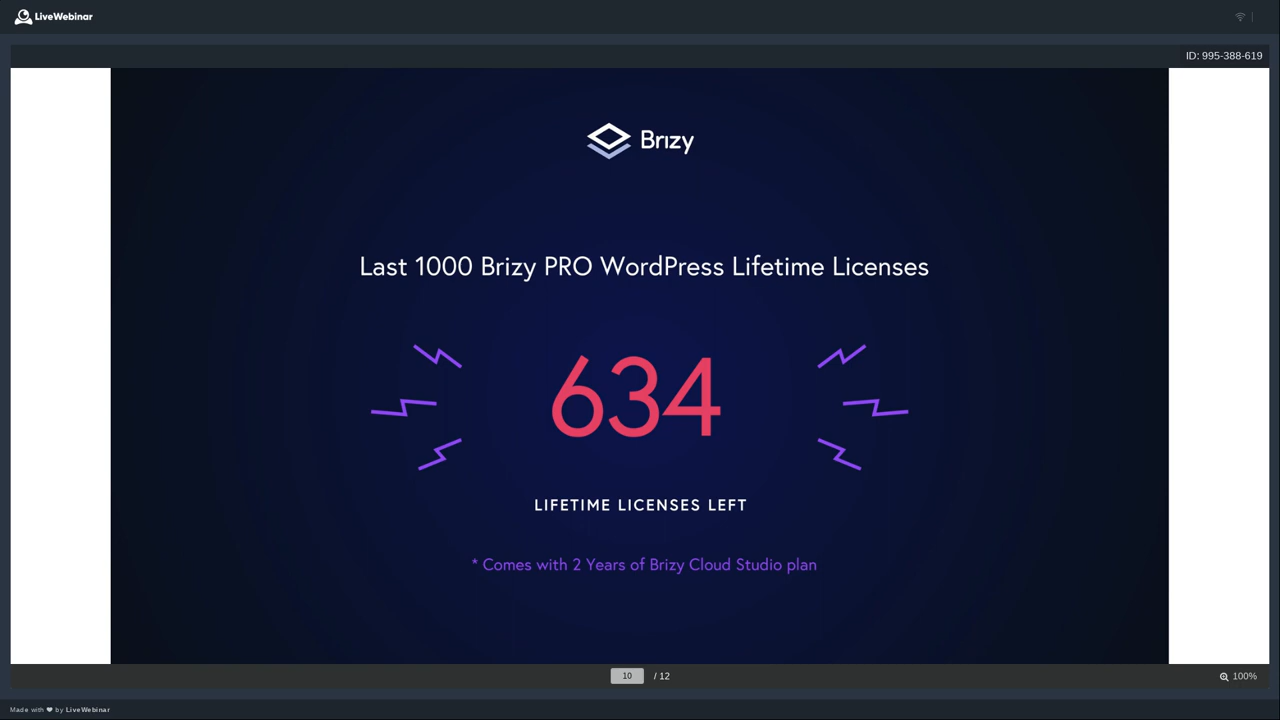 LiveWebinar
ID: 995-388-619
Brizy
Last 1000 Brizy PRO WordPress Lifetime Licenses
634
LIFETIME LICENSES LEFT
* Comes with 2 Years of Brizy Cloud Studio plan
10 / 12
100%
Made with ❤ by LiveWebinar